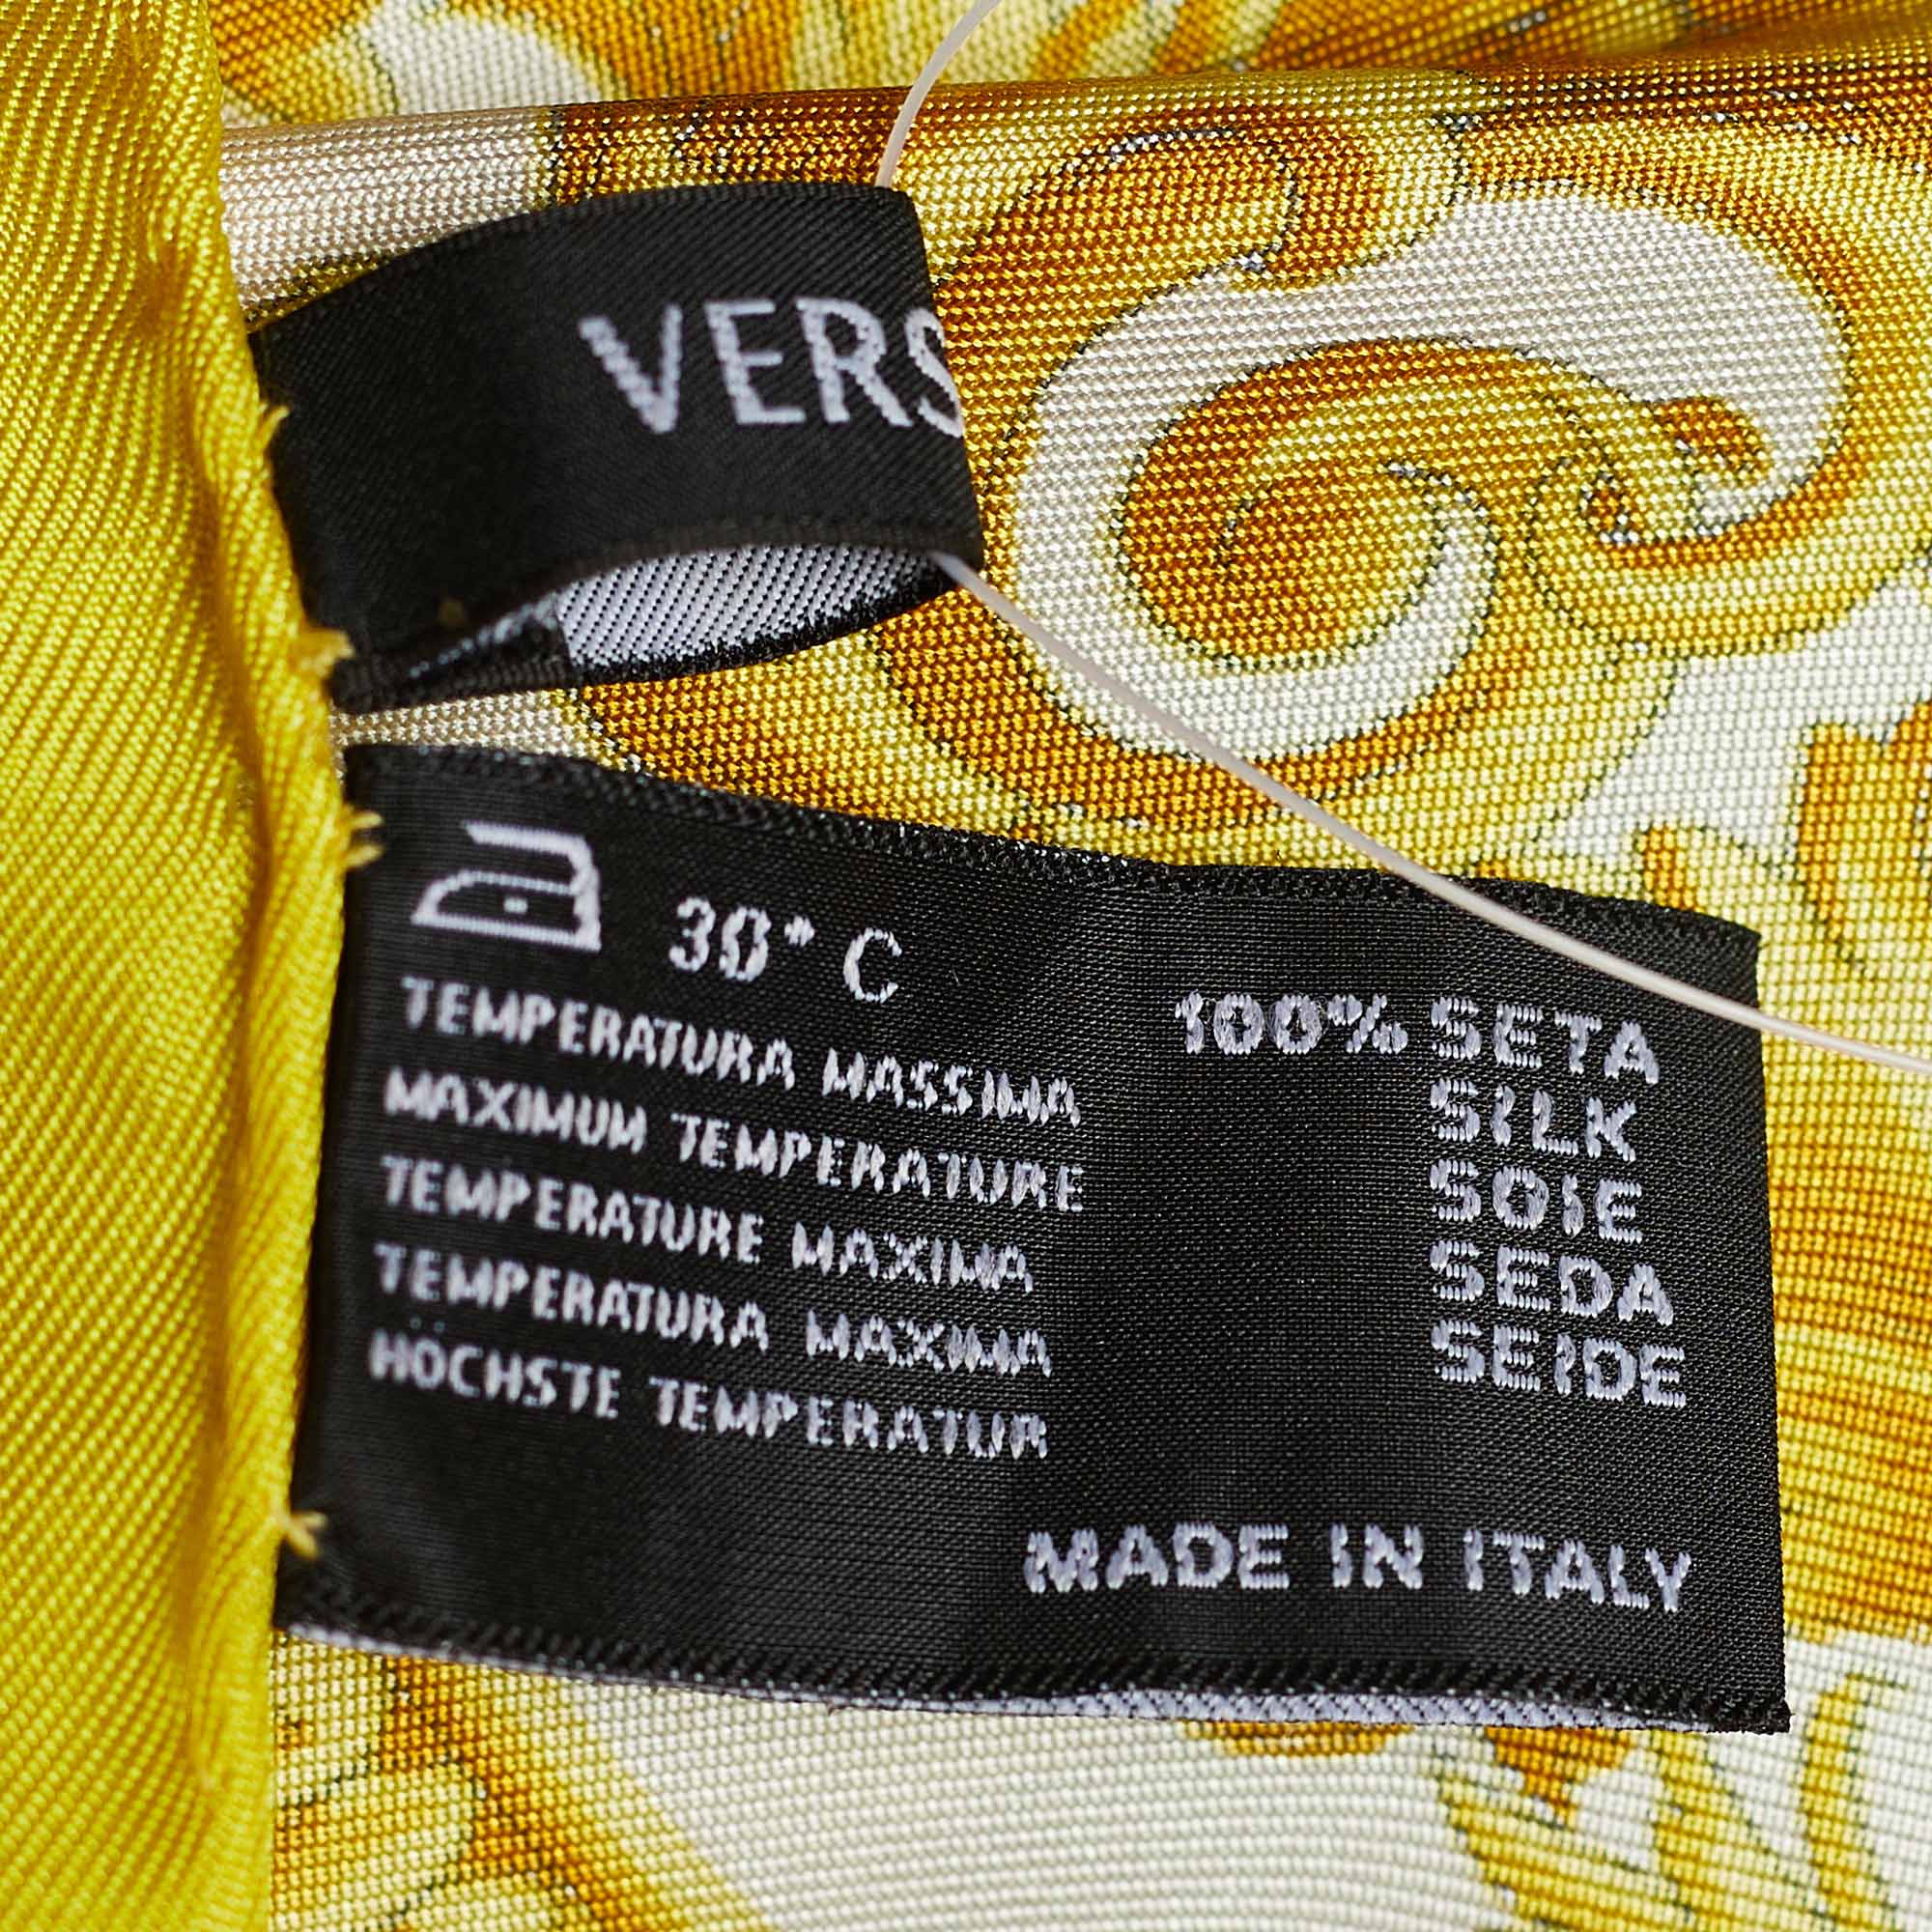 VERS
30° C
TEMPERATURA MASSIMA
MAXIMUM TEMPERATURE
TEMPERATURE MAXIMA
TEMPERATURA MAXIMA
HÖCHSTE TEMPERATUR
100% SETA
SILK
SOIE
SEDA
SEIDE
MADE IN ITALY